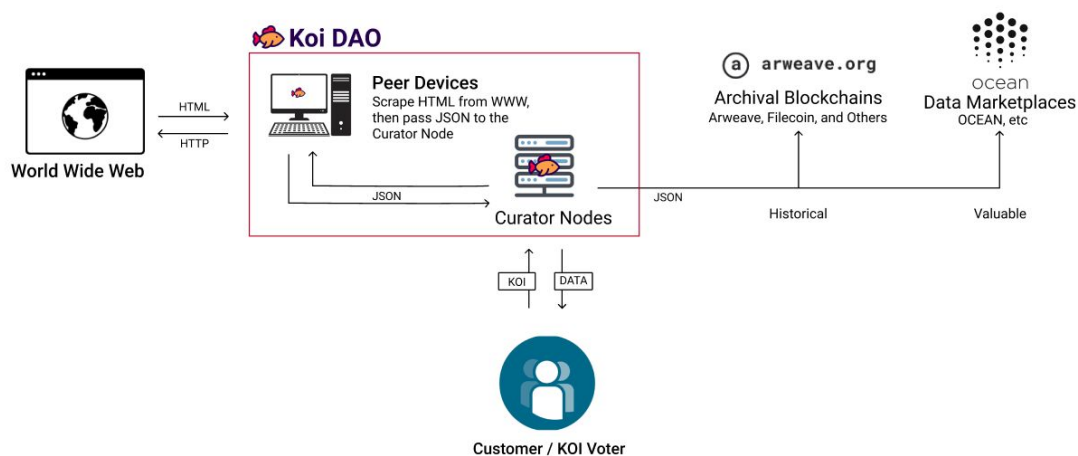 Koi DAO
Peer Devices
Scrape HTML from WWW,
then pass JSON to the
Curator Node
HTML
HTTP
World Wide Web
JSON
Curator Nodes
JSON
a arweave.org
Archival Blockchains
Arweave, Filecoin, and Others
ocean
Data Marketplaces
OCEAN, etc
Historical
Valuable
KOI
DATA
Customer / KOI Voter